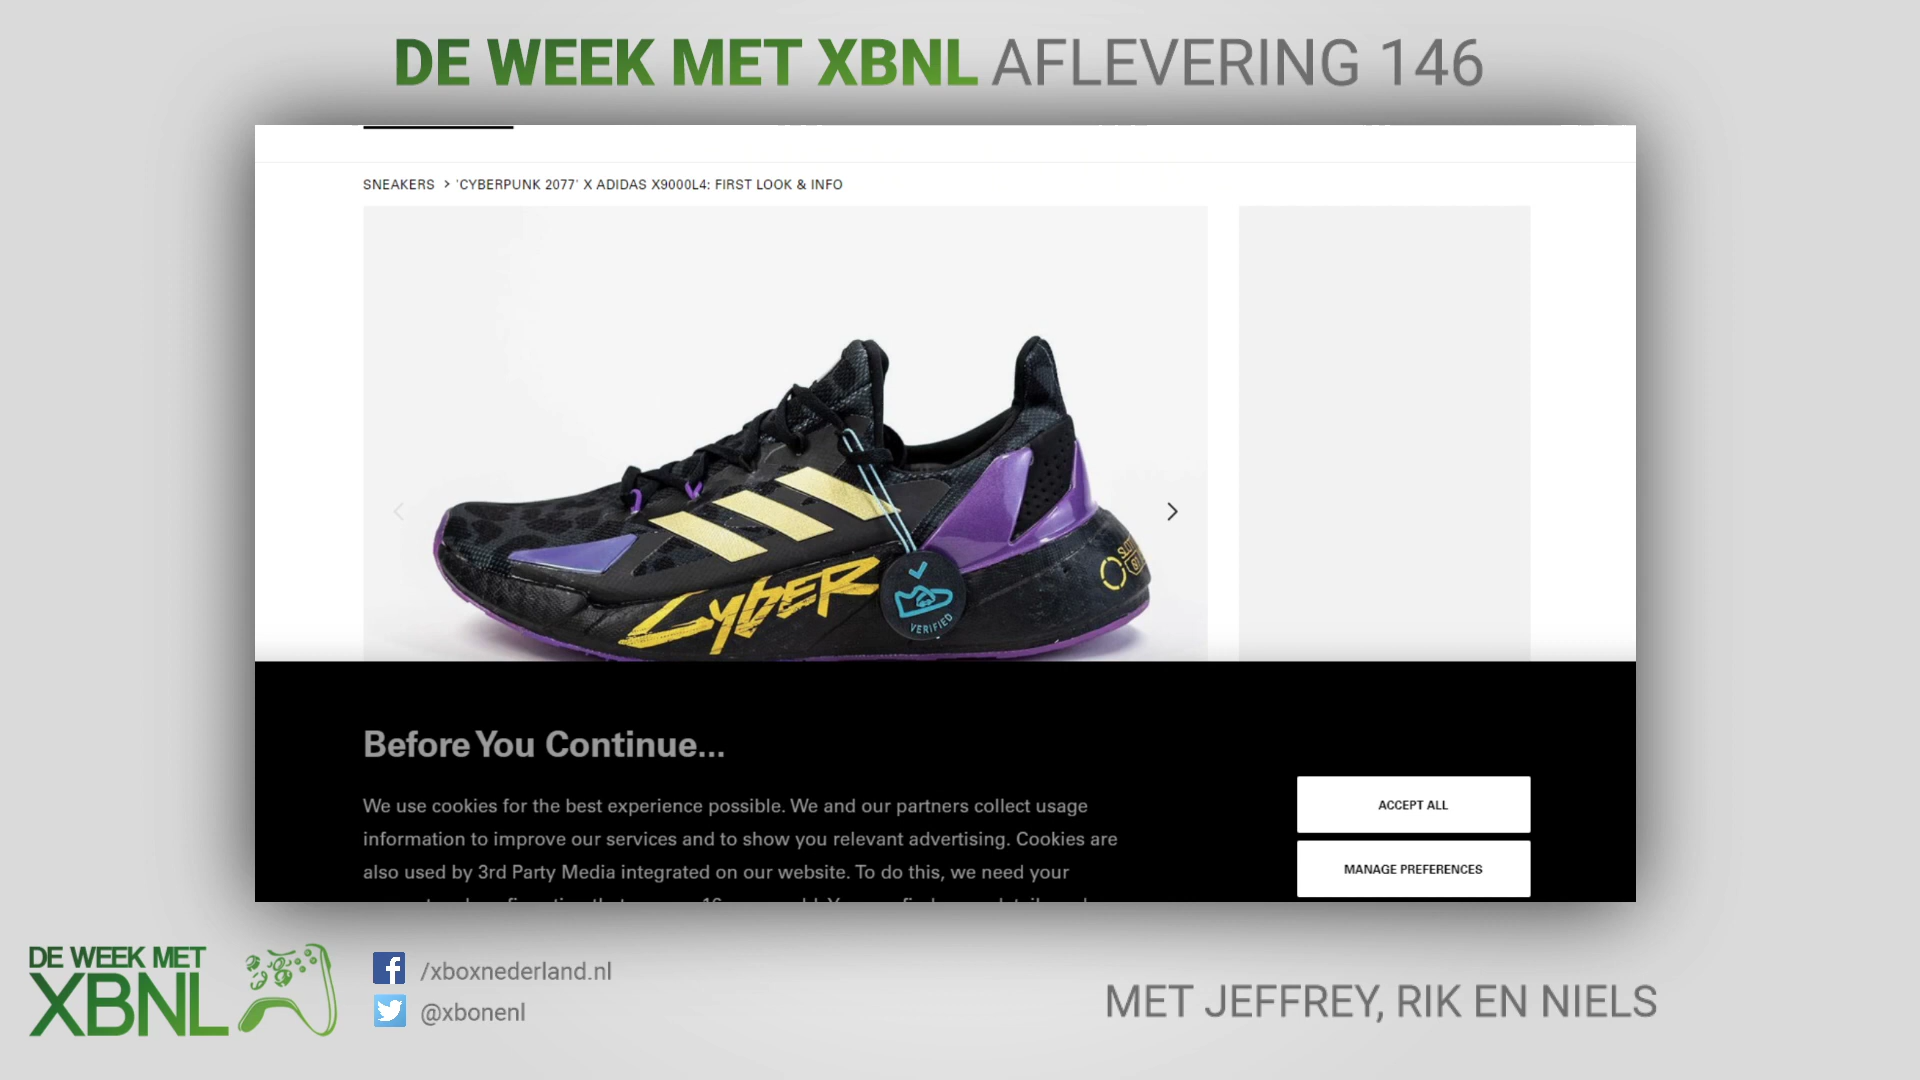 DE WEEK MET XBNL AFLEVERING 146
SNEAKERS > 'CYBERPUNK 2077' X ADIDAS X9000L4: FIRST LOOK & INFO
CYBER
VERIFIED
Before You Continue...
We use cookies for the best experience possible. We and our partners collect usage
information to improve our services and to show you relevant advertising. Cookies are
also used by 3rd Party Media integrated on our website. To do this, we need your
ACCEPT ALL
MANAGE PREFERENCES
DE WEEK MET
XBNL
/xboxnederland.nl
@xbonenl
MET JEFFREY, RIK EN NIELS